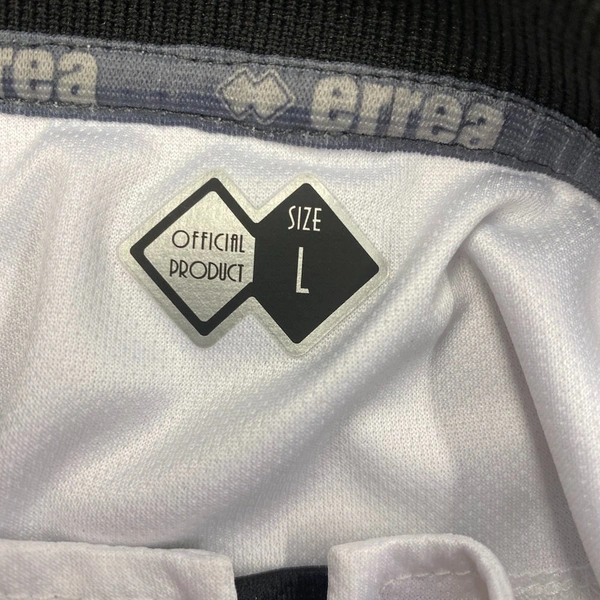 errea
errea
OFFICIAL
PRODUCT
SIZE
L